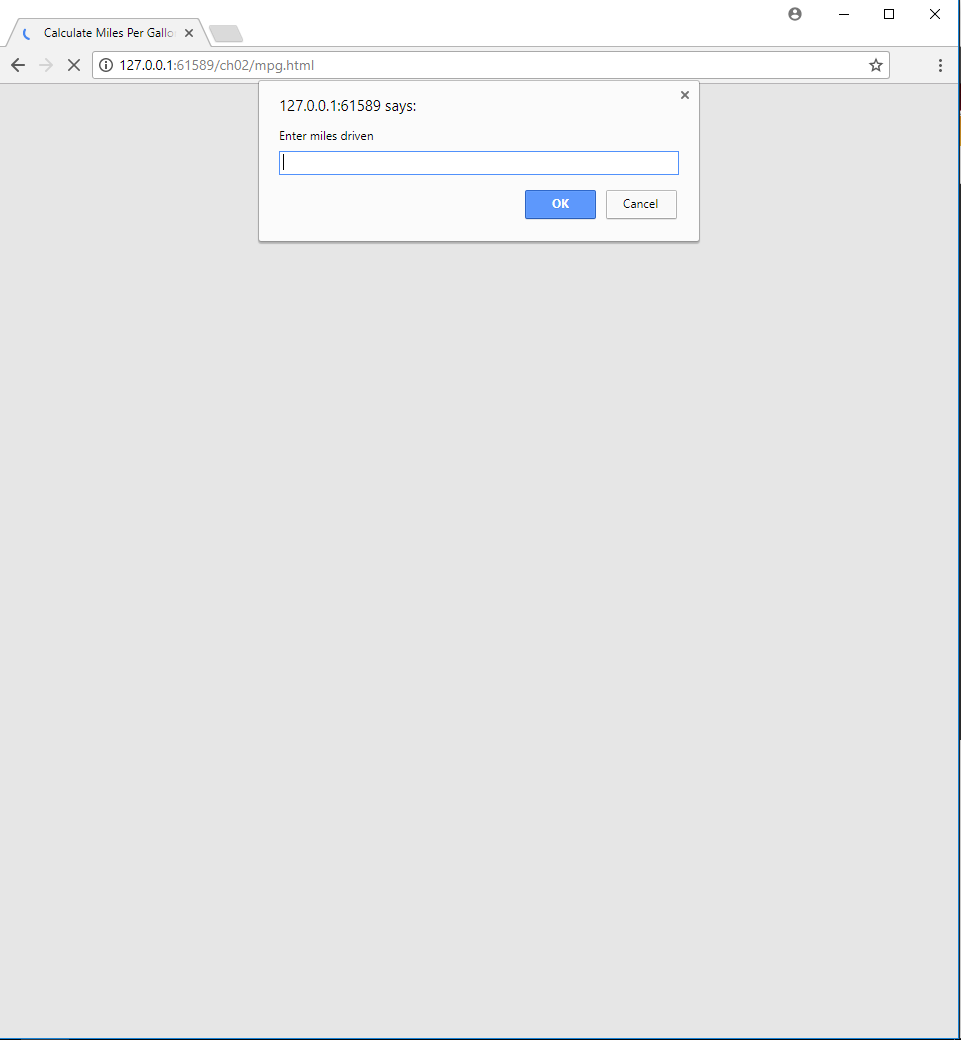 Calculate Miles Per Gallo
127.0.0.1:61589/ch02/mpg.html
127.0.0.1:61589 says:
Enter miles driven
OK Cancel